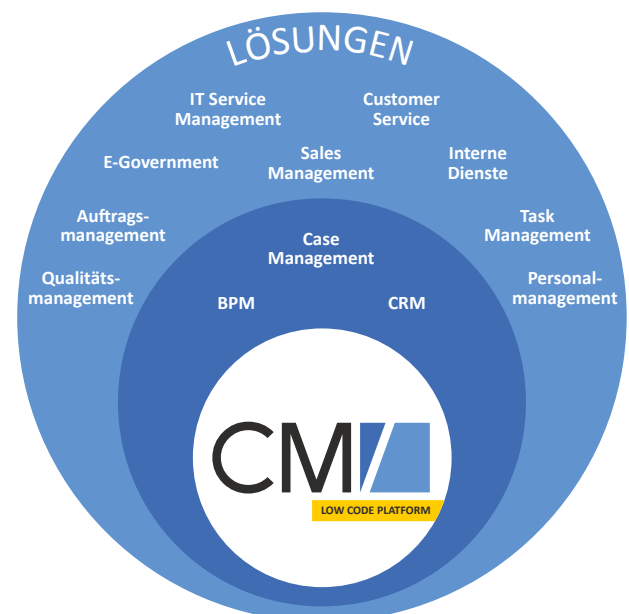 LÖSUNGEN
IT Service
Management
Customer
Service
E-Government
Sales
Management
Interne
Dienste
Auftrags-
management
Task
Management
Case
Management
Qualitäts-
management
Personal-
management
BPM
CRM
CM
LOW CODE PLATFORM